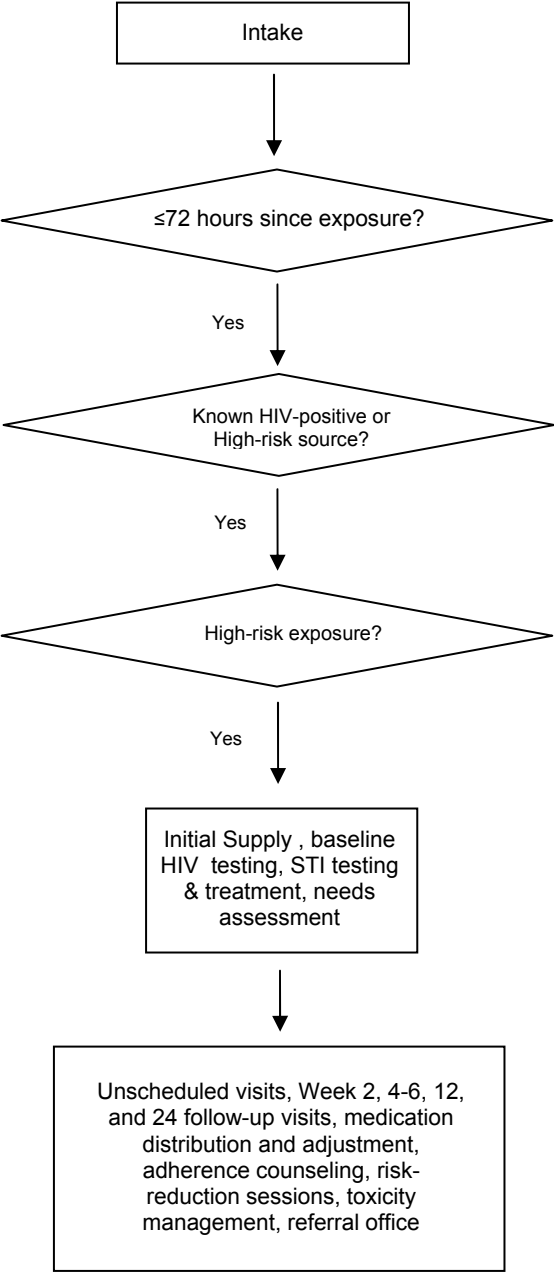 Intake
≤72 hours since exposure?
Yes
Known HIV-positive or
High-risk source?
Yes
High-risk exposure?
Yes
Initial Supply , baseline
HIV testing, STI testing
& treatment, needs
assessment
Unscheduled visits, Week 2, 4-6, 12,
and 24 follow-up visits, medication
distribution and adjustment,
adherence counseling, risk-
reduction sessions, toxicity
management, referral office